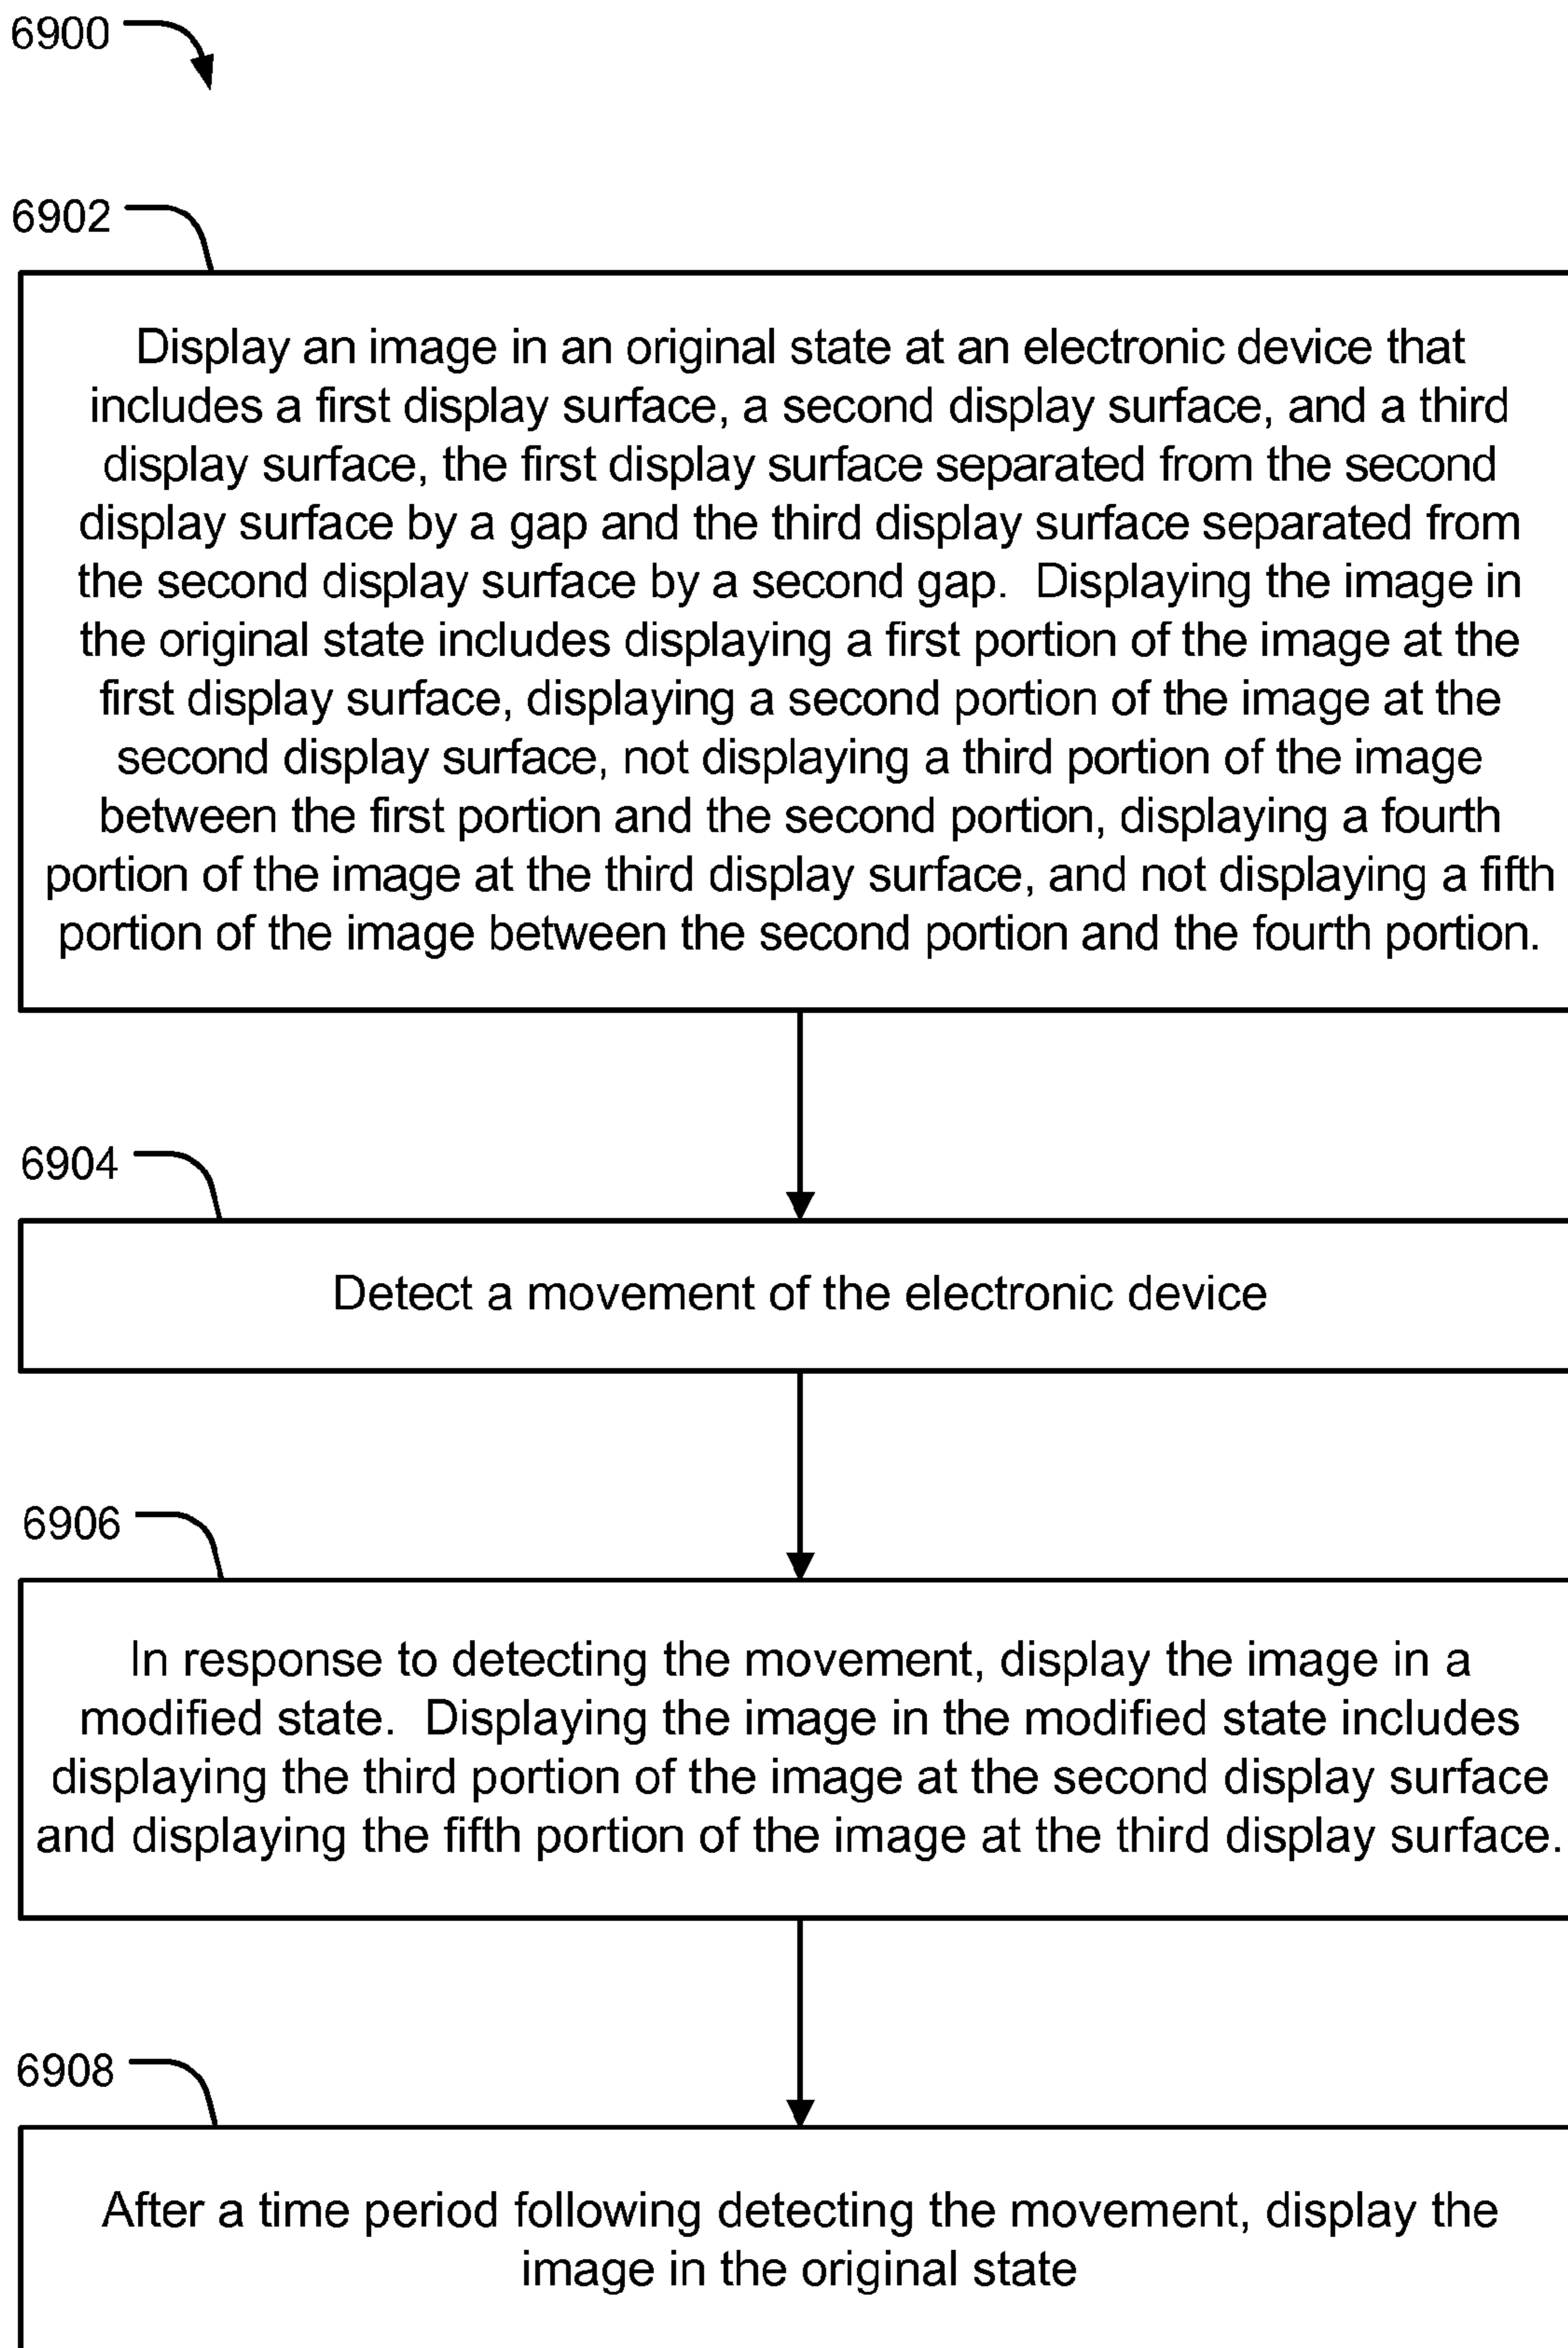 6900
6902
Display an image in an original state at an electronic device that
includes a first display surface, a second display surface, and a third
display surface, the first display surface separated from the second
display surface by a gap and the third display surface separated from
the second display surface by a second gap.  Displaying the image in
the original state includes displaying a first portion of the image at the
first display surface, displaying a second portion of the image at the
second display surface, not displaying a third portion of the image
between the first portion and the second portion, displaying a fourth
portion of the image at the third display surface, and not displaying a fifth
portion of the image between the second portion and the fourth portion.
6904
Detect a movement of the electronic device
6906
In response to detecting the movement, display the image in a
modified state.  Displaying the image in the modified state includes
displaying the third portion of the image at the second display surface
and displaying the fifth portion of the image at the third display surface.
6908
After a time period following detecting the movement, display the
image in the original state